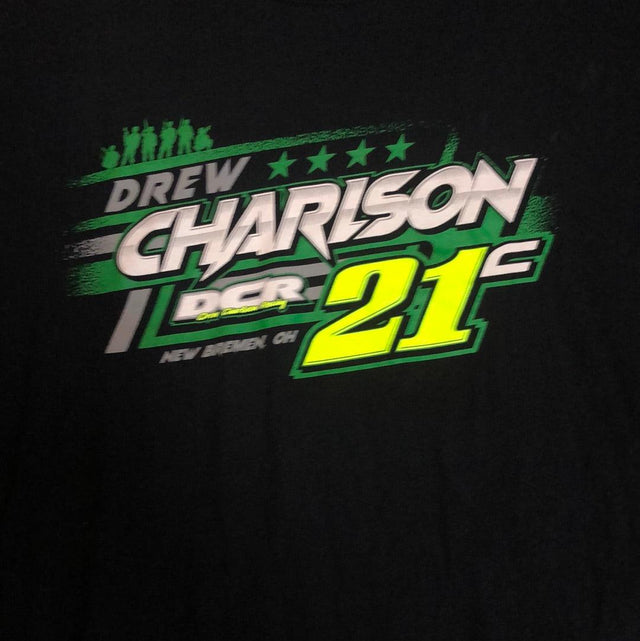 DREW
CHARISON
DCR
21C
NEW BREMEN, OH